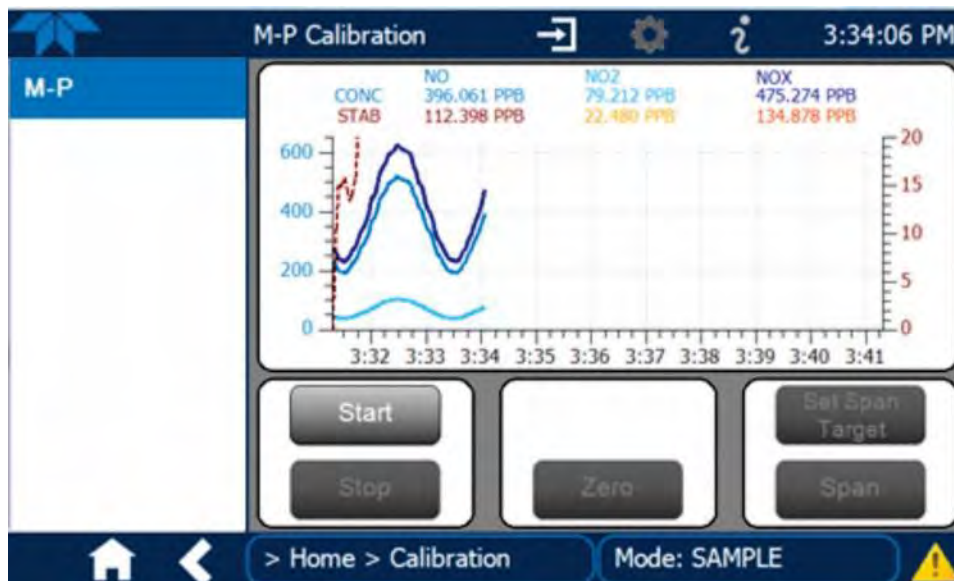 M-P Calibration 3:34:06 PM
M-P
NO NO2 NOX
CONC 396.061 PPB 79.212 PPB 475.274 PPB
STAB 112.398 PPB 22.480 PPB 134.878 PPB
600 20
15
400
10
200
5
0 0
3:32 3:33 3:34 3:35 3:36 3:37 3:38 3:39 3:40 3:41
Start Set Span
Target
Stop Zero Span
> Home > Calibration Mode: SAMPLE